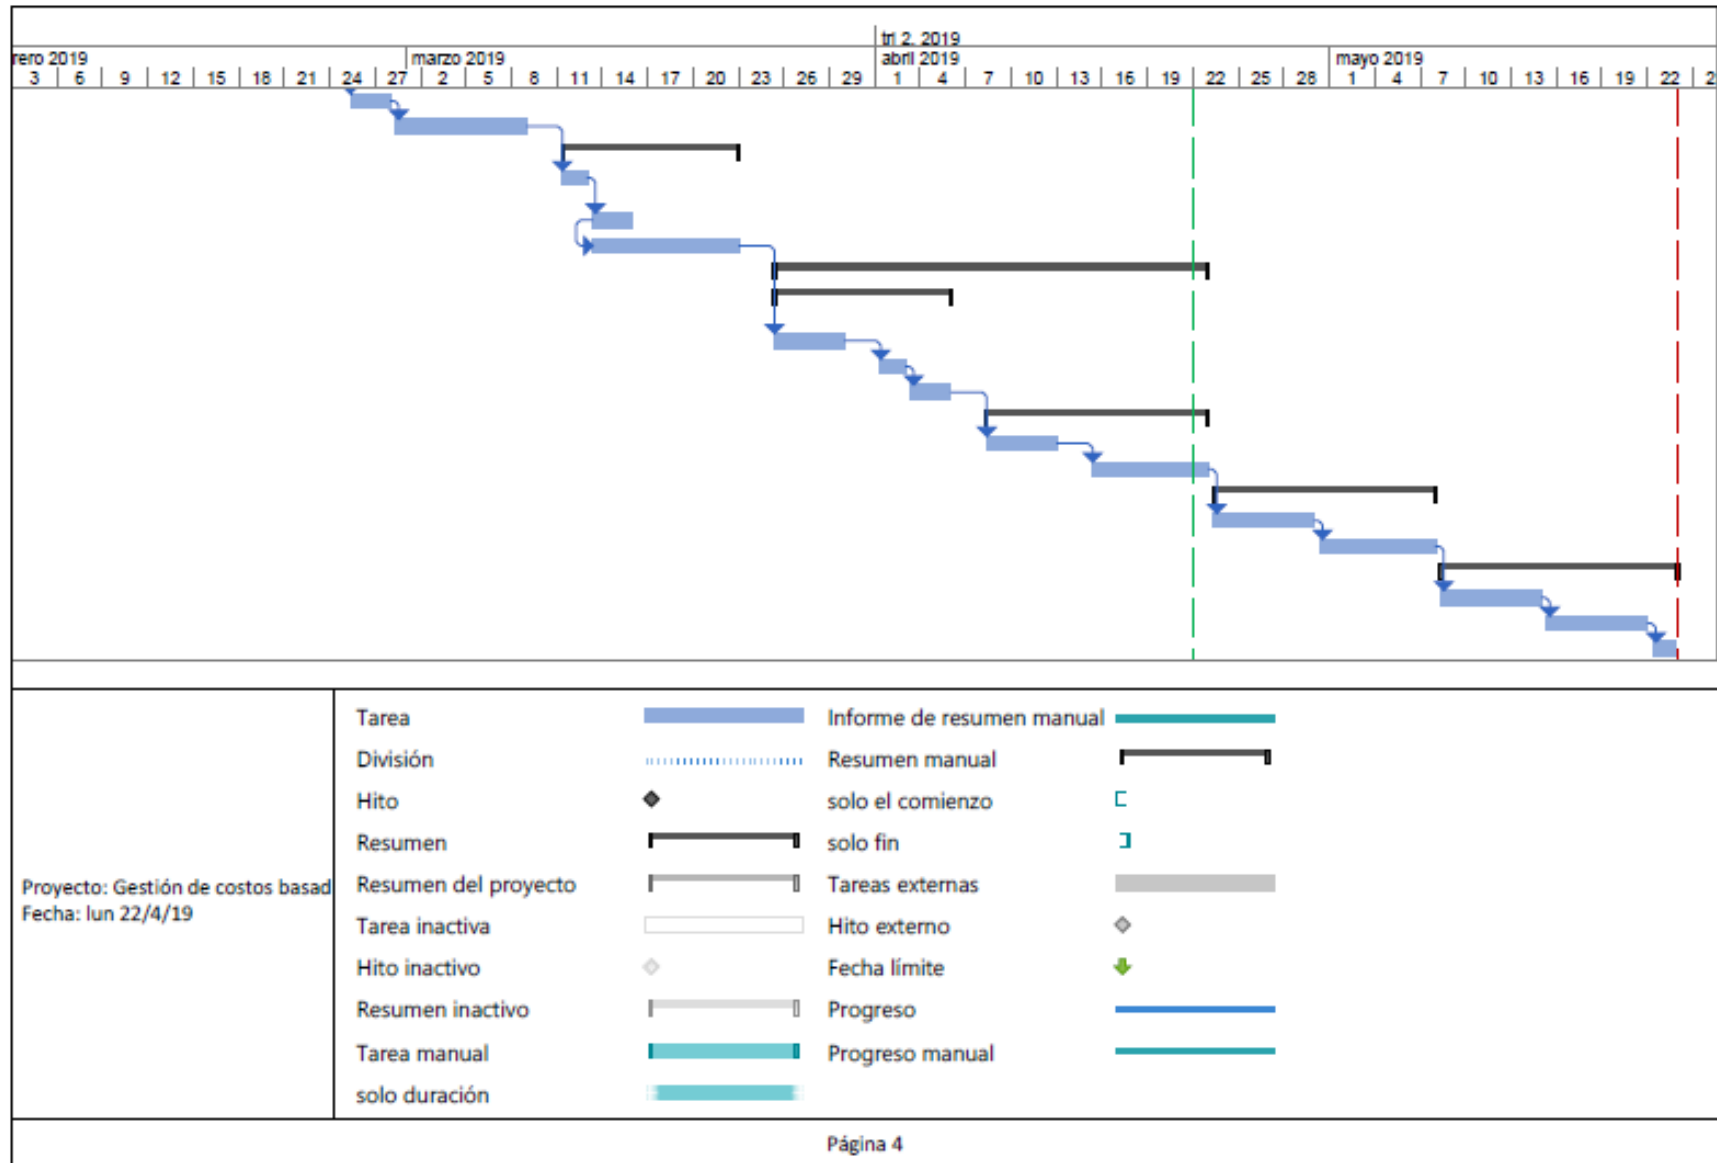 tri 2, 2019
rero 2019 marzo 2019 abril 2019 mayo 2019
3 6 9 12 15 18 21 24 27 2 5 8 11 14 17 20 23 26 29 1 4 7 10 13 16 19 22 25 28 1 4 7 10 13 16 19 22 2
Proyecto: Gestión de costos basad
Fecha: lun 22/4/19
Tarea
División
Hito
Resumen
Resumen del proyecto
Tarea inactiva
Hito inactivo
Resumen inactivo
Tarea manual
solo duración
Informe de resumen manual
Resumen manual
solo el comienzo
solo fin
Tareas externas
Hito externo
Fecha límite
Progreso
Progreso manual
Página 4